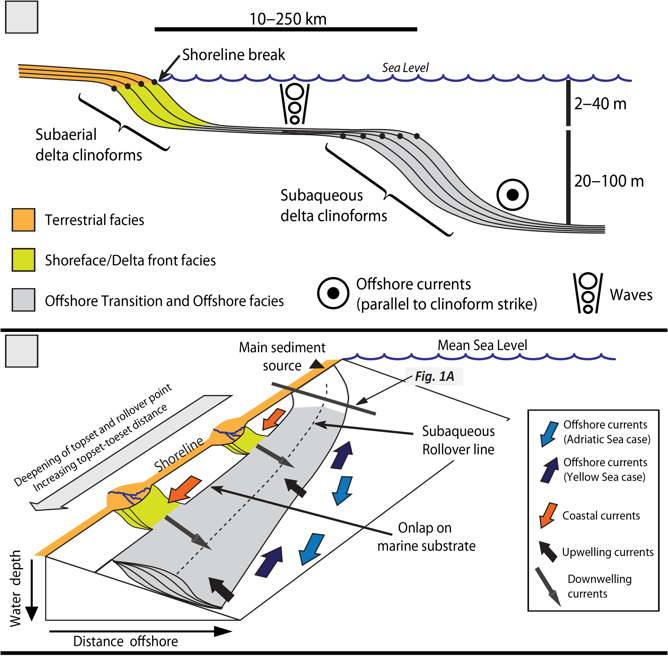 10–250 km
Shoreline break
Sea Level
2–40 m
Subaerial
delta clinoforms
20–100 m
Subaqueous
delta clinoforms
Terrestrial facies
Shoreface/Delta front facies
Offshore Transition and Offshore facies
Offshore currents
(parallel to clinoform strike)
Waves
Mean Sea Level
Main sediment
source
Fig. 1A
Deepening of topset and rollover point
Increasing topset-toeset distance
Shoreline
Subaqueous
Rollover line
Onlap on
marine substrate
Offshore currents
(Adriatic Sea case)
Offshore currents
(Yellow Sea case)
Coastal currents
Upwelling currents
Downwelling
currents
Water depth
Distance offshore